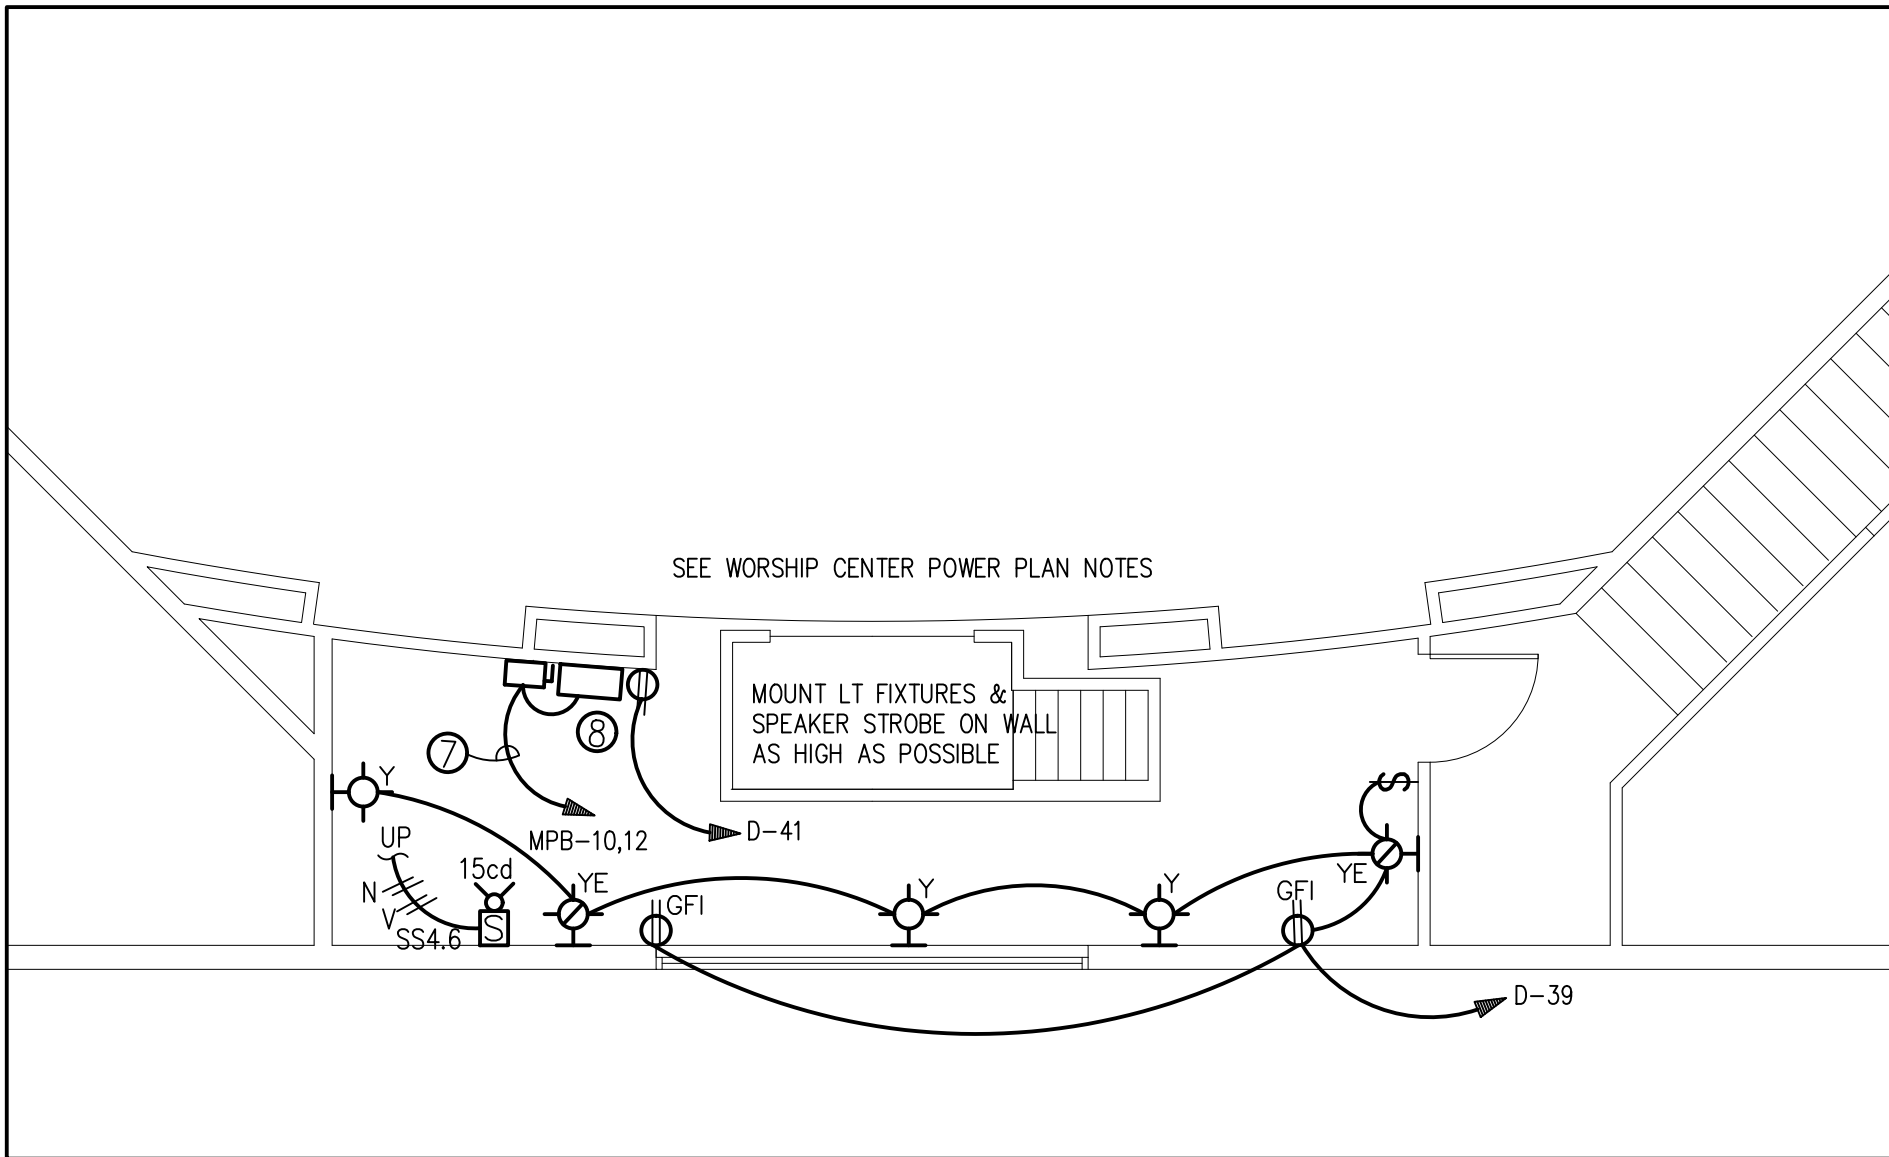 SEE WORSHIP CENTER POWER PLAN NOTES
MOUNT LT FIXTURES &
SPEAKER STROBE ON WALL
AS HIGH AS POSSIBLE
8
7
Y
S
UP
MPB-10,12
D-41
15cd
YE
N
V
SS4.6
S
GFI
Y
Y
GFI
YE
D-39